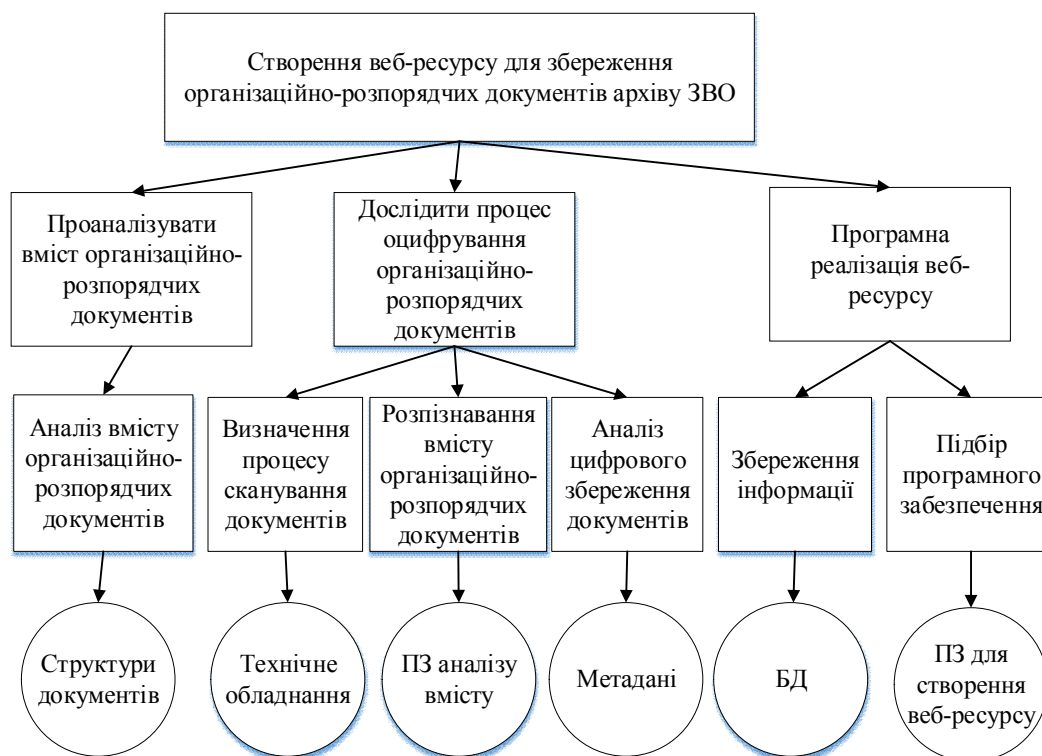 Створення веб-ресурсу для збереження
організаційно-розпорядчих документів архіву ЗВО
Проаналізувати
вміст організаційно-
розпорядчих
документів
Дослідити процес
оцифрування
організаційно-
розпорядчих
документів
Програмна
реалізація веб-
ресурсу
Аналіз вмісту
організаційно-
розпорядчих
документів
Визначення
процесу
сканування
документів
Розпізнавання
вмісту
організаційно-
розпорядчих
документів
Аналіз
цифрового
збереження
документів
Збереження
інформації
Підбір
програмного
забезпечення
Структури
документів
Технічне
обладнання
ПЗ аналізу
вмісту
Метадані
БД
ПЗ для
створення
веб-ресурсу